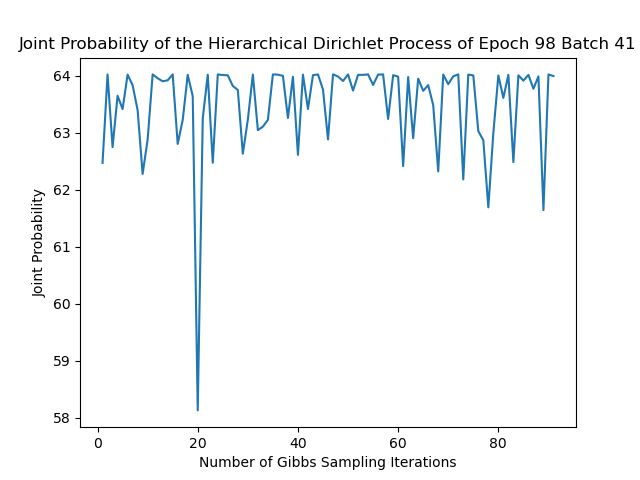 Joint Probability of the Hierarchical Dirichlet Process of Epoch 98 Batch 41
64
63
62
61
60
59
58
Joint Probability
0 20 40 60 80
Number of Gibbs Sampling Iterations